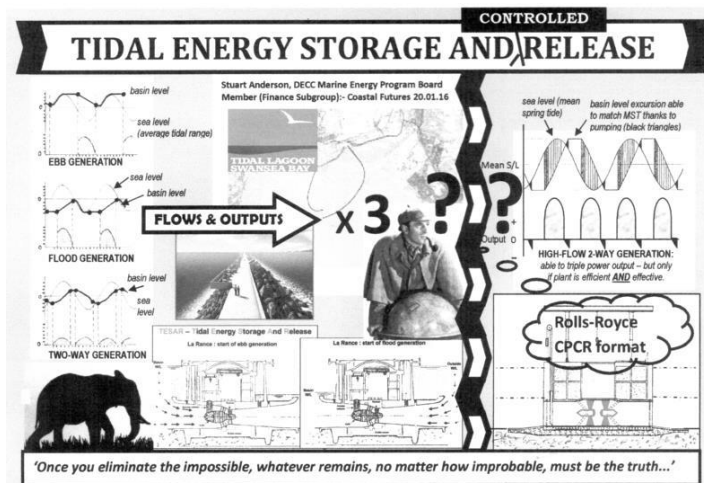 CONTROLLED
TIDAL ENERGY STORAGE AND RELEASE
basin level
sea level
(average tidal range)
EBB GENERATION
sea level
basin level
FLOOD GENERATION
basin level
sea
level
TWO-WAY GENERATION
Stuart Anderson, DECC Marine Energy Program Board
Member (Finance Subgroup):- Coastal Futures 20.01.16
TIDAL LAGOON
SWANSEA BAY
FLOWS & OUTPUTS
x 3 ? ?
sea level (mean
spring tide)
basin level excursion able
to match MST thanks to
pumping (black triangles)
Mean S/L
+
Output 0
-
HIGH-FLOW 2-WAY GENERATION:
able to triple power output – but only
if plant is efficient AND effective.
TESAR – Tidal Energy Storage And Release
La Rance : start of ebb generation
La Rance : start of flood generation
Rolls-Royce
CPCR format
'Once you eliminate the impossible, whatever remains, no matter how improbable, must be the truth...'